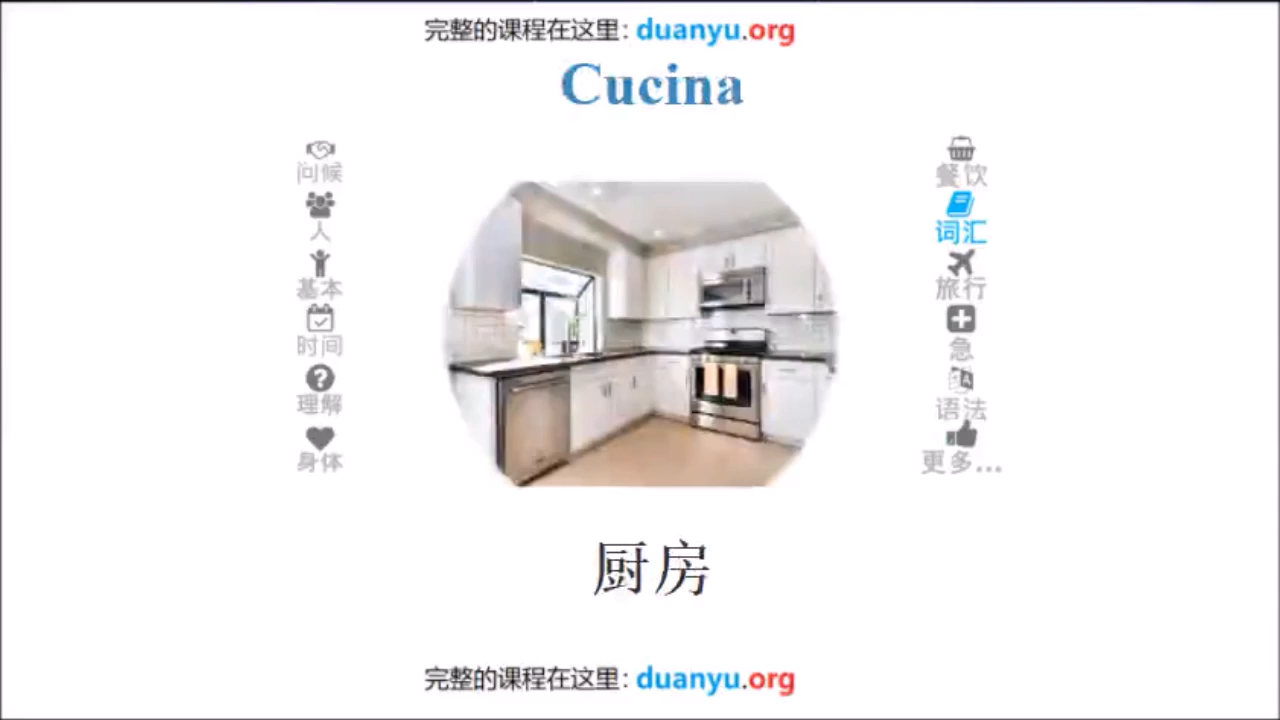 完整的课程在这里：duanyu.org
Cucina
问候
人
基本
时间
理解
身体
餐饮
词汇
旅行
急
语法
更多...
厨房
完整的课程在这里：duanyu.org